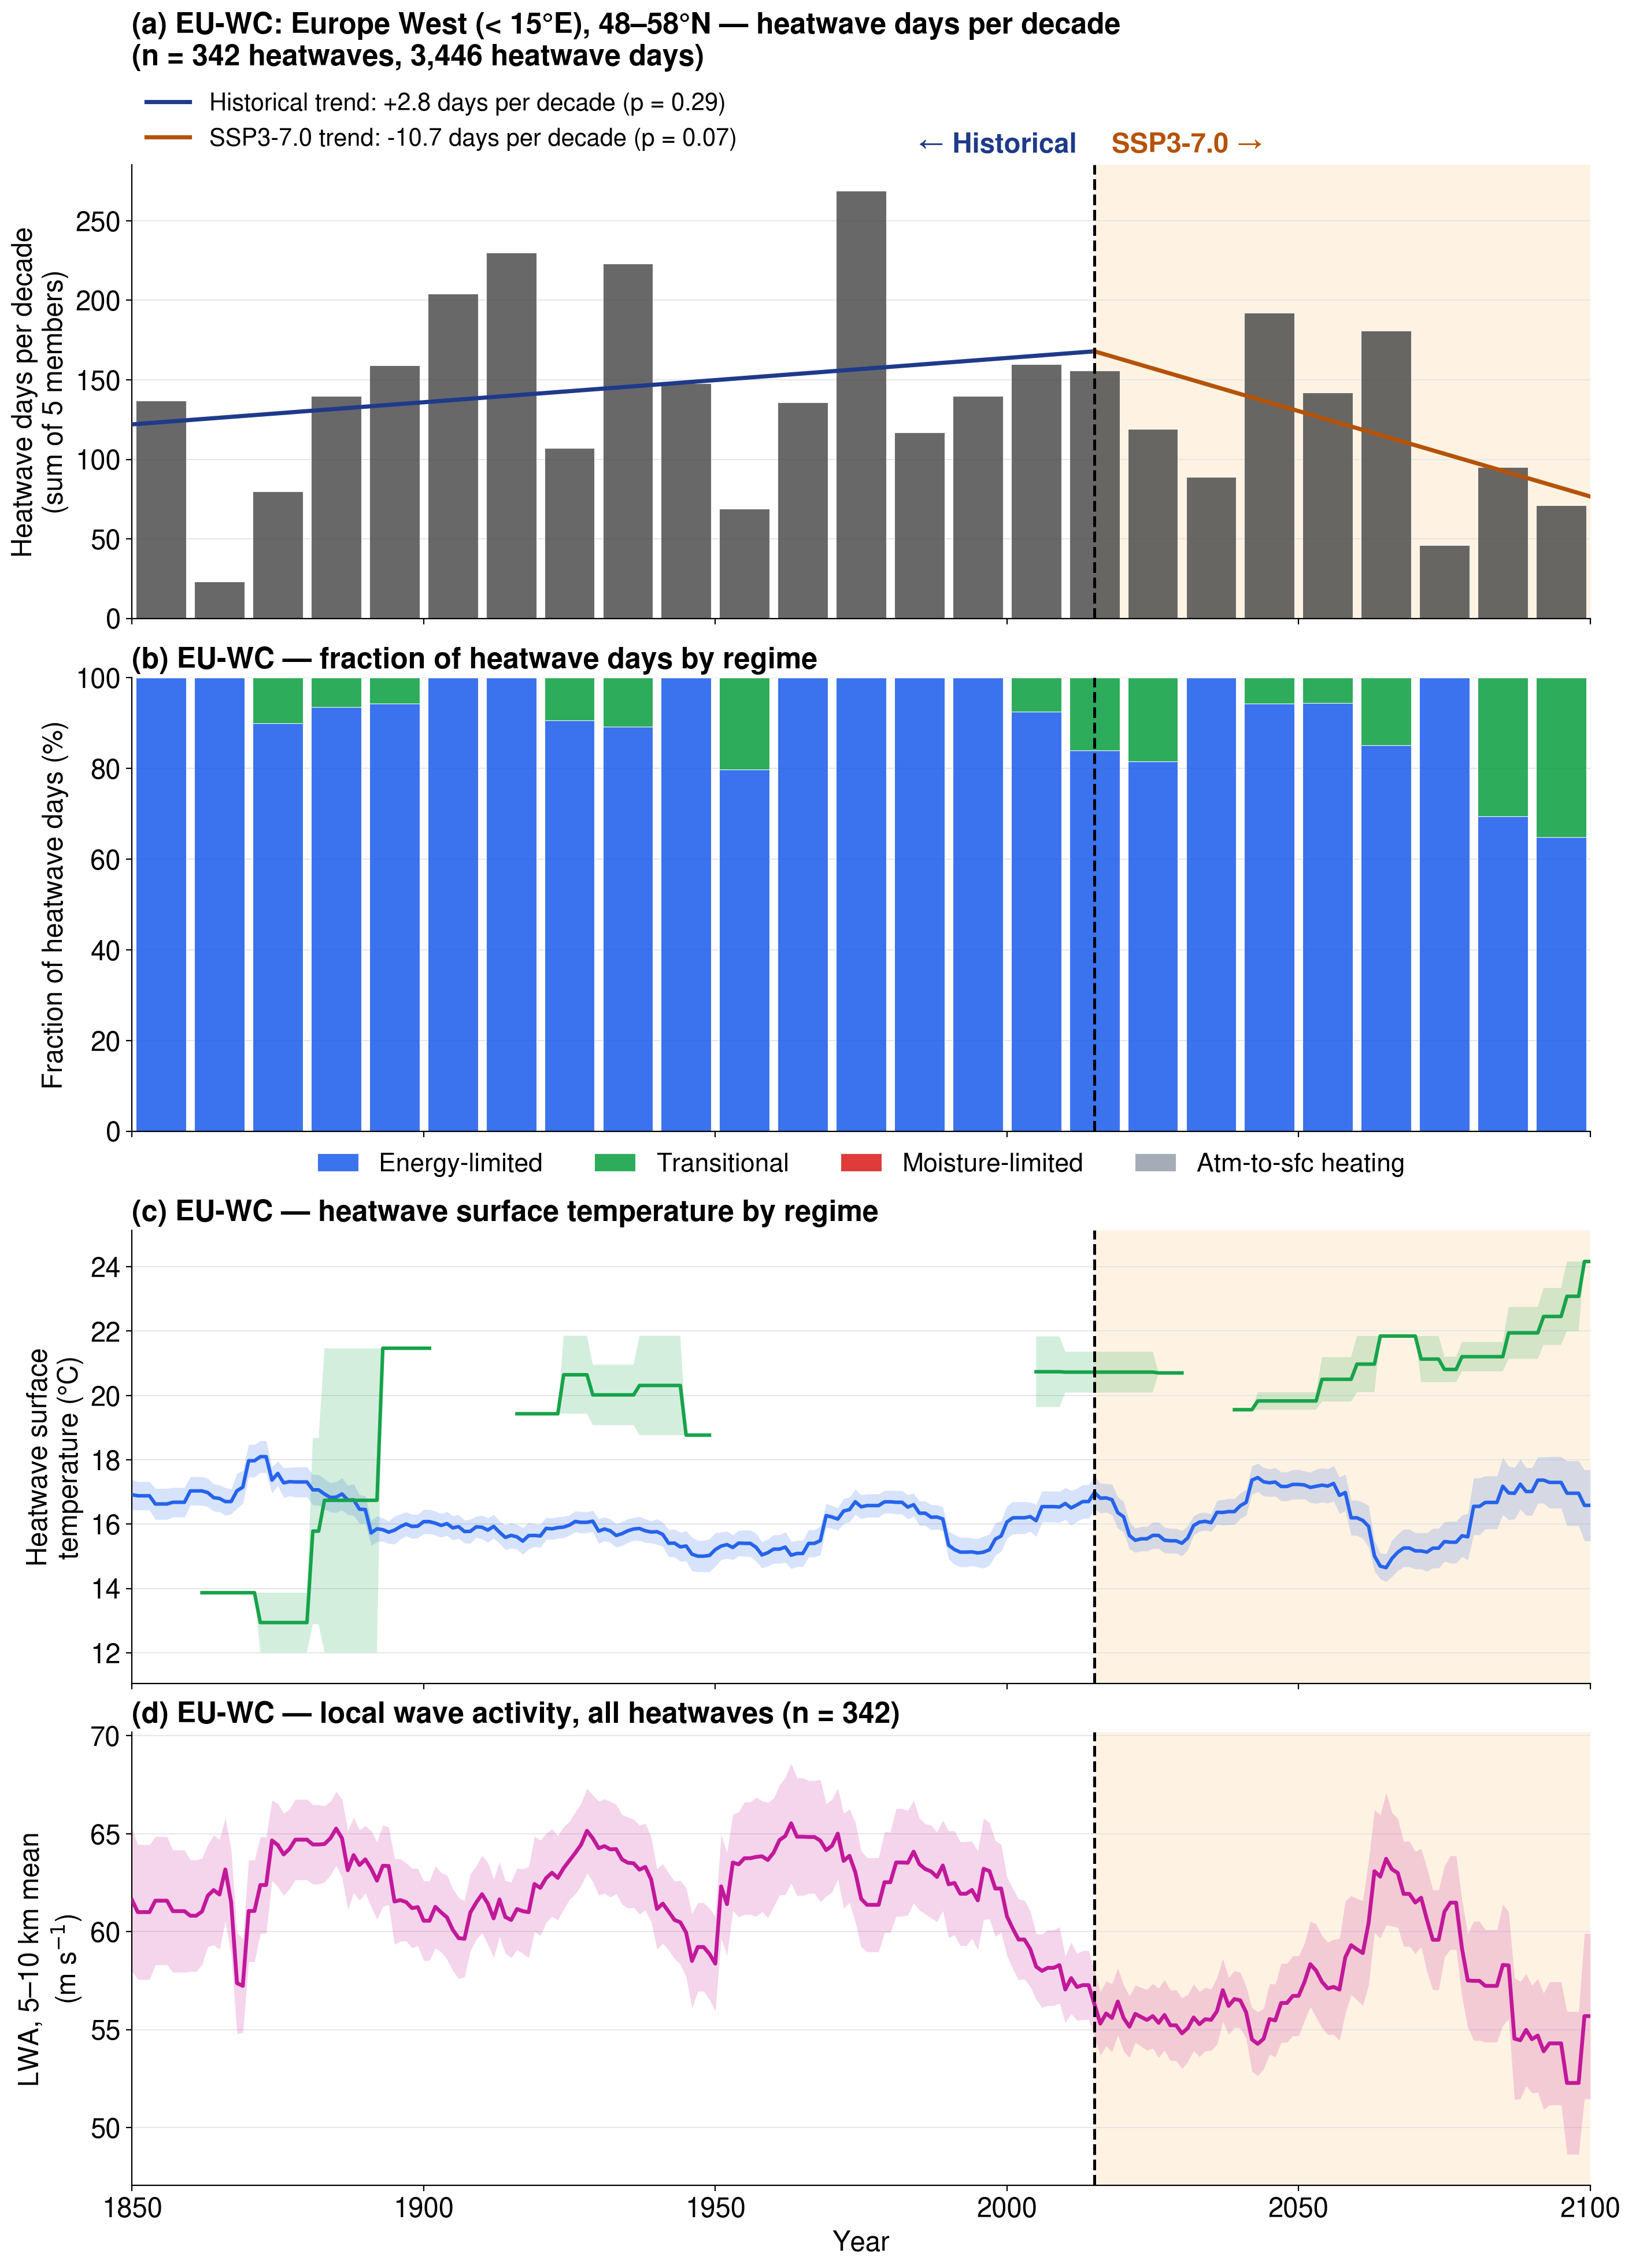 (a) EU-WC: Europe West (< 15°E), 48–58°N — heatwave days per decade
(n = 342 heatwaves, 3,446 heatwave days)
Historical trend: +2.8 days per decade (p = 0.29)
SSP3-7.0 trend: -10.7 days per decade (p = 0.07)
← Historical
SSP3-7.0 →
Heatwave days per decade
(sum of 5 members)
250
200
150
100
50
0
(b) EU-WC — fraction of heatwave days by regime
Fraction of heatwave days (%)
100
80
60
40
20
0
Energy-limited
Transitional
Moisture-limited
Atm-to-sfc heating
(c) EU-WC — heatwave surface temperature by regime
Heatwave surface
temperature (°C)
24
22
20
18
16
14
12
(d) EU-WC — local wave activity, all heatwaves (n = 342)
LWA, 5–10 km mean
(m s⁻¹)
70
65
60
55
50
1850
1900
1950
2000
2050
2100
Year